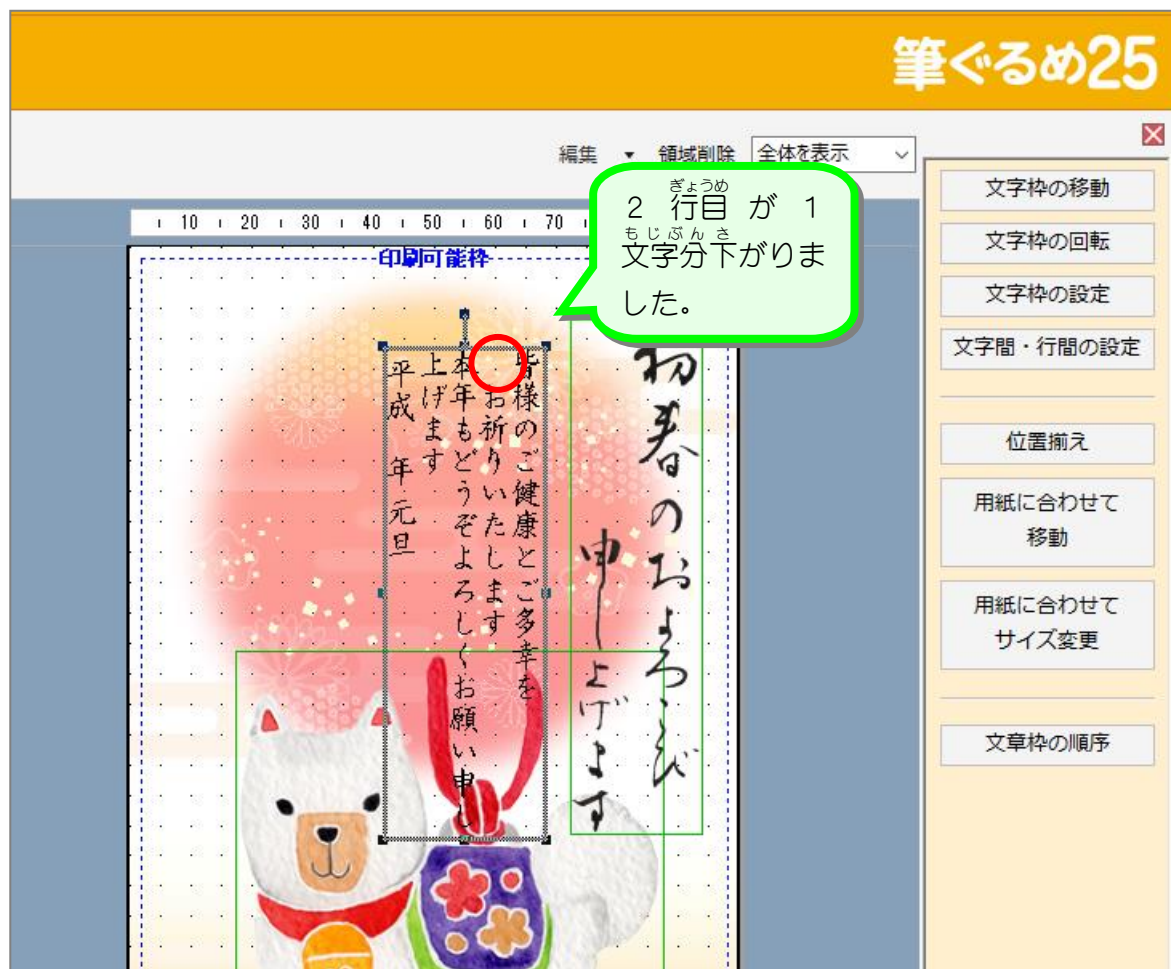 筆ぐるめ25
編集 ▼ 領域削除 全体を表示
10 20 30 40 50 60 70
印刷可能枠
ぎょうめ
2 行目 が 1
もじぶんさ
文字分下がりま
した。
初春のおよろこび
申し上げます
皆様のご健康とご多幸を
お祈りいたします
本年もどうぞよろしくお願い申し
上げます
平成 年元旦
文字枠の移動
文字枠の回転
文字枠の設定
文字間・行間の設定
位置揃え
用紙に合わせて
移動
用紙に合わせて
サイズ変更
文章枠の順序